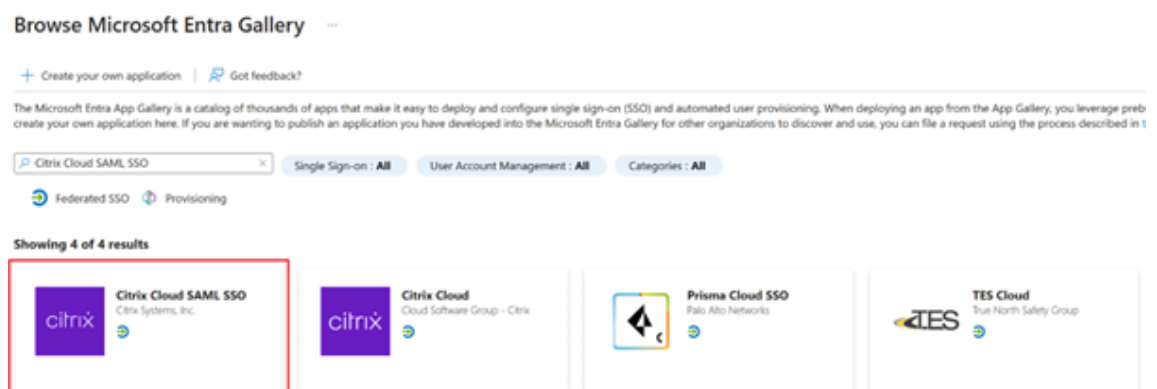 Browse Microsoft Entra Gallery ...
+ Create your own application | Got feedback?
The Microsoft Entra App Gallery is a catalog of thousands of apps that make it easy to deploy and configure single sign-on (SSO) and automated user provisioning. When deploying an app from the App Gallery, you leverage preb
create your own application here. If you are wanting to publish an application you have developed into the Microsoft Entra Gallery for other organizations to discover and use, you can file a request using the process described in t
Citrix Cloud SAML SSO × Single Sign-on : All User Account Management : All Categories : All
Federated SSO Provisioning
Showing 4 of 4 results
citrix
Citrix Cloud SAML SSO
Citrix Systems, Inc.
citrix
Citrix Cloud
Cloud Software Group - Citrix
C
Prisma Cloud SSO
Palo Alto Networks
TES
TES Cloud
True North Safety Group